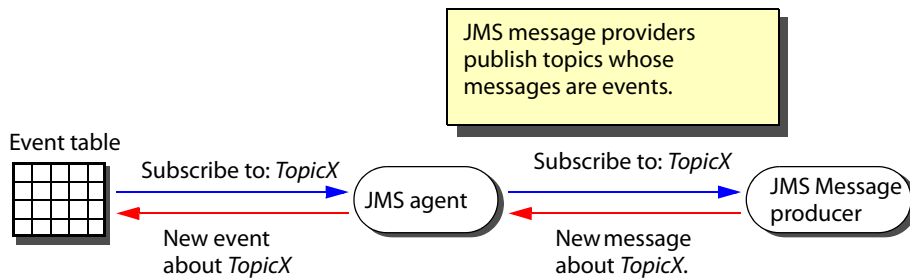 JMS message providers
publish topics whose
messages are events.
Event table
Subscribe to: TopicX
Subscribe to: TopicX
JMS agent
JMS Message
producer
New event
about TopicX
New message
about TopicX.